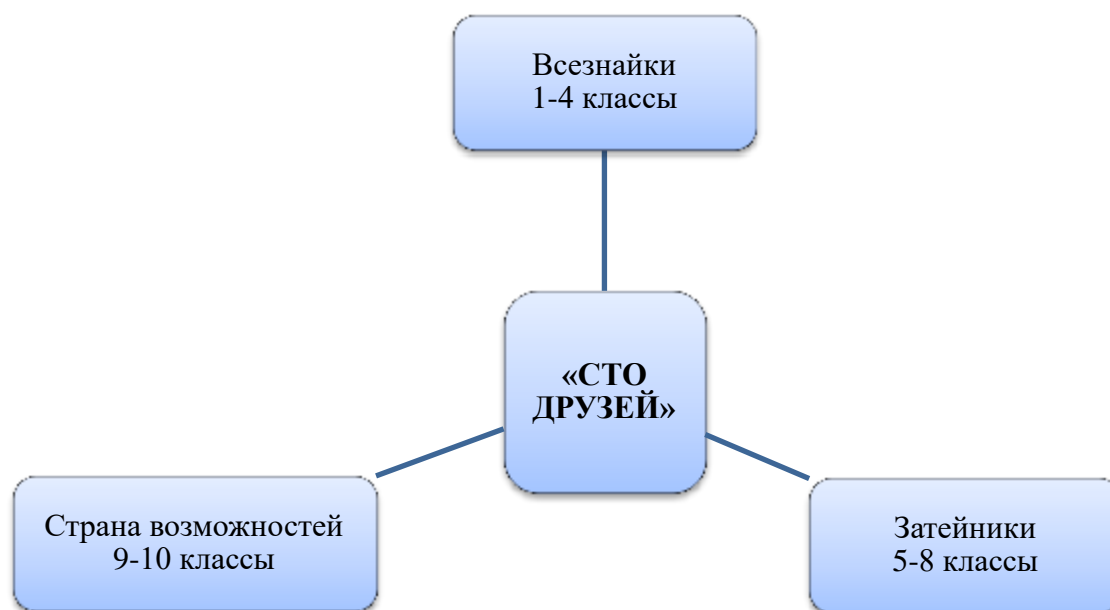 Всезнайки
1-4 классы
«СТО
ДРУЗЕЙ»
Страна возможностей
9-10 классы
Затейники
5-8 классы